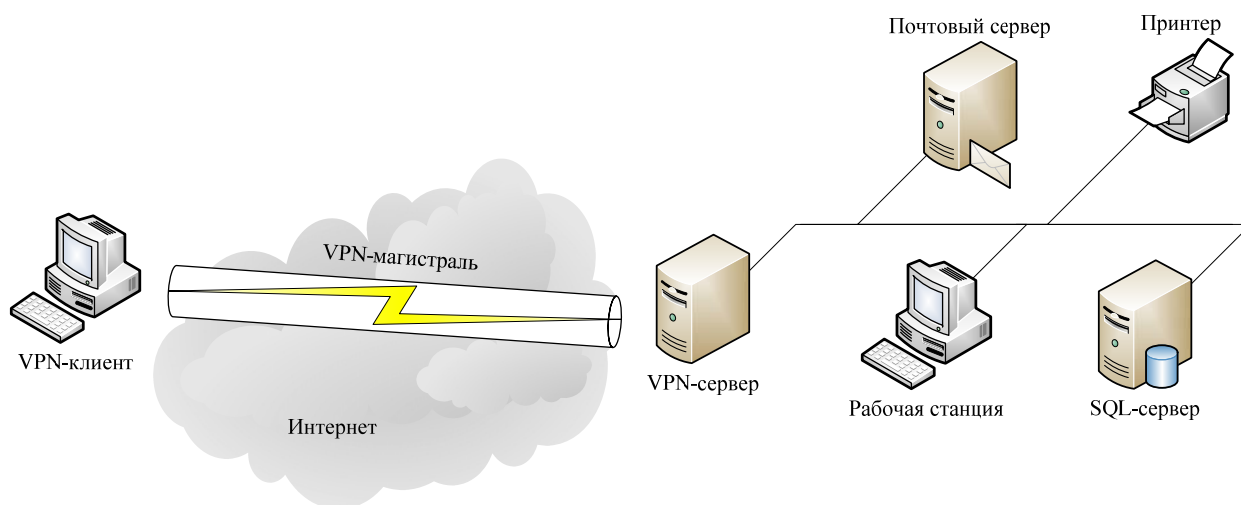 Почтовый сервер
Принтер
VPN-магистраль
VPN-клиент
VPN-сервер
Рабочая станция
SQL-сервер
Интернет